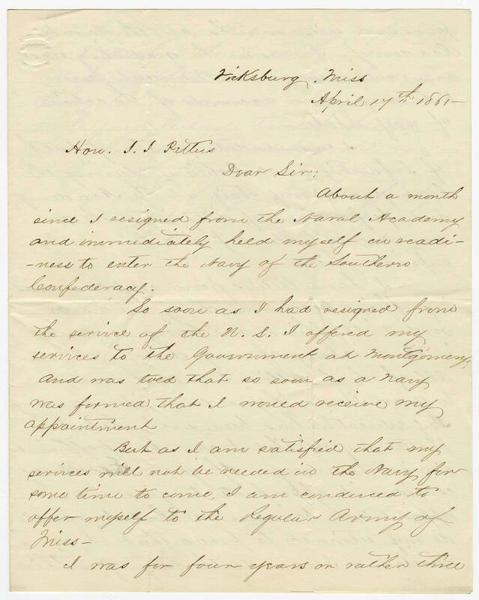 Vicksburg, Miss
April 17th 1861-
Hon. J. J Pettus
Dear Sir:
About a month
since I resigned from the Naval Academy
and immediately held myself in readi-
-ness to enter the Navy of the Southern
Confederacy.
So soon as I had resigned from
the service of the U. S. I offered my
services to the Government at Montgomery,
and was toed that so soon as a navy
was formed that I would receive my
appointment
But as I am satisfied that my
services will not be needed in the Navy for
some time to come, I am
offer myself to the Regular Army of
Miss-
I was for four years or rather three